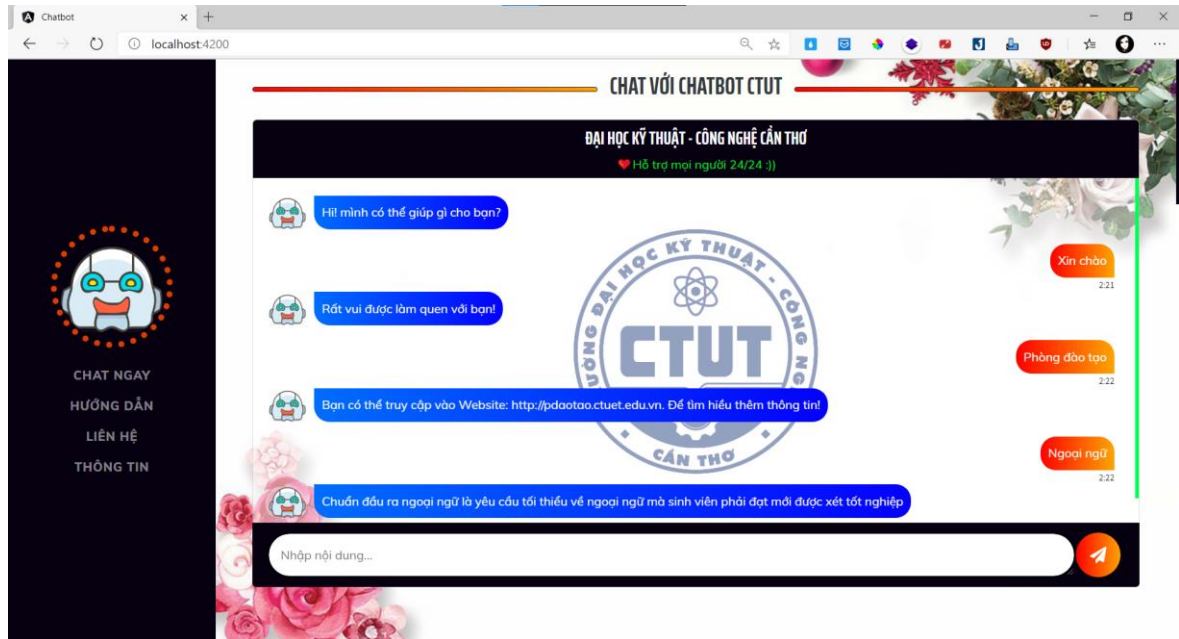 Chatbot
localhost:4200
CHAT VỚI CHATBOT CTUT
ĐẠI HỌC KỸ THUẬT - CÔNG NGHỆ CẦN THƠ
Hỗ trợ mọi người 24/24 :))
Hi! mình có thể giúp gì cho bạn?
Xin chào
2:21
Rất vui được làm quen với bạn!
Phòng đào tạo
2:22
Bạn có thể truy cập vào Website: http://pdaotao.ctuet.edu.vn. Để tìm hiểu thêm thông tin!
Ngoại ngữ
2:22
Chuẩn đầu ra ngoại ngữ là yêu cầu tối thiểu về ngoại ngữ mà sinh viên phải đạt mới được xét tốt nghiệp
Nhập nội dung...
CHAT NGAY
HƯỚNG DẪN
LIÊN HỆ
THÔNG TIN
ĐẠI HỌC KỸ THUẬT - CÔNG
CTUT
CẦN THƠ